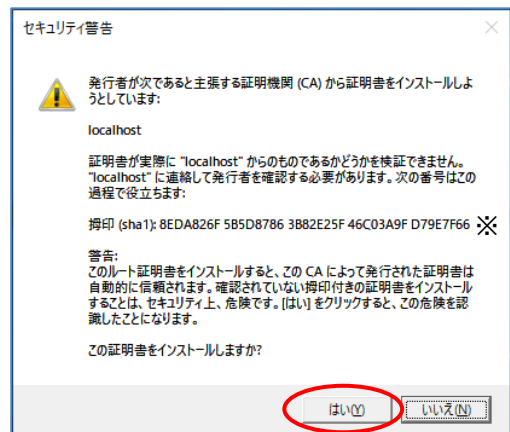 セキュリティ警告
発行者が次であると主張する証明機関 (CA) から証明書をインストールしよ
うとしています:
localhost
証明書が実際に "localhost" からのものであるかどうかを検証できません。
"localhost" に連絡して発行者を確認する必要があります。次の番号はこの
過程で役立ちます:
拇印 (sha1): 8EDA826F 5B5D8786 3B82E25F 46C03A9F D79E7F66 ※
警告:
このルート証明書をインストールすると、この CA によって発行された証明書は
自動的に信頼されます。確認されていない拇印付きの証明書をインストール
することは、セキュリティ上、危険です。[はい] をクリックすると、この危険を認
識したことになります。
この証明書をインストールしますか?
はい(Y)
いいえ(N)